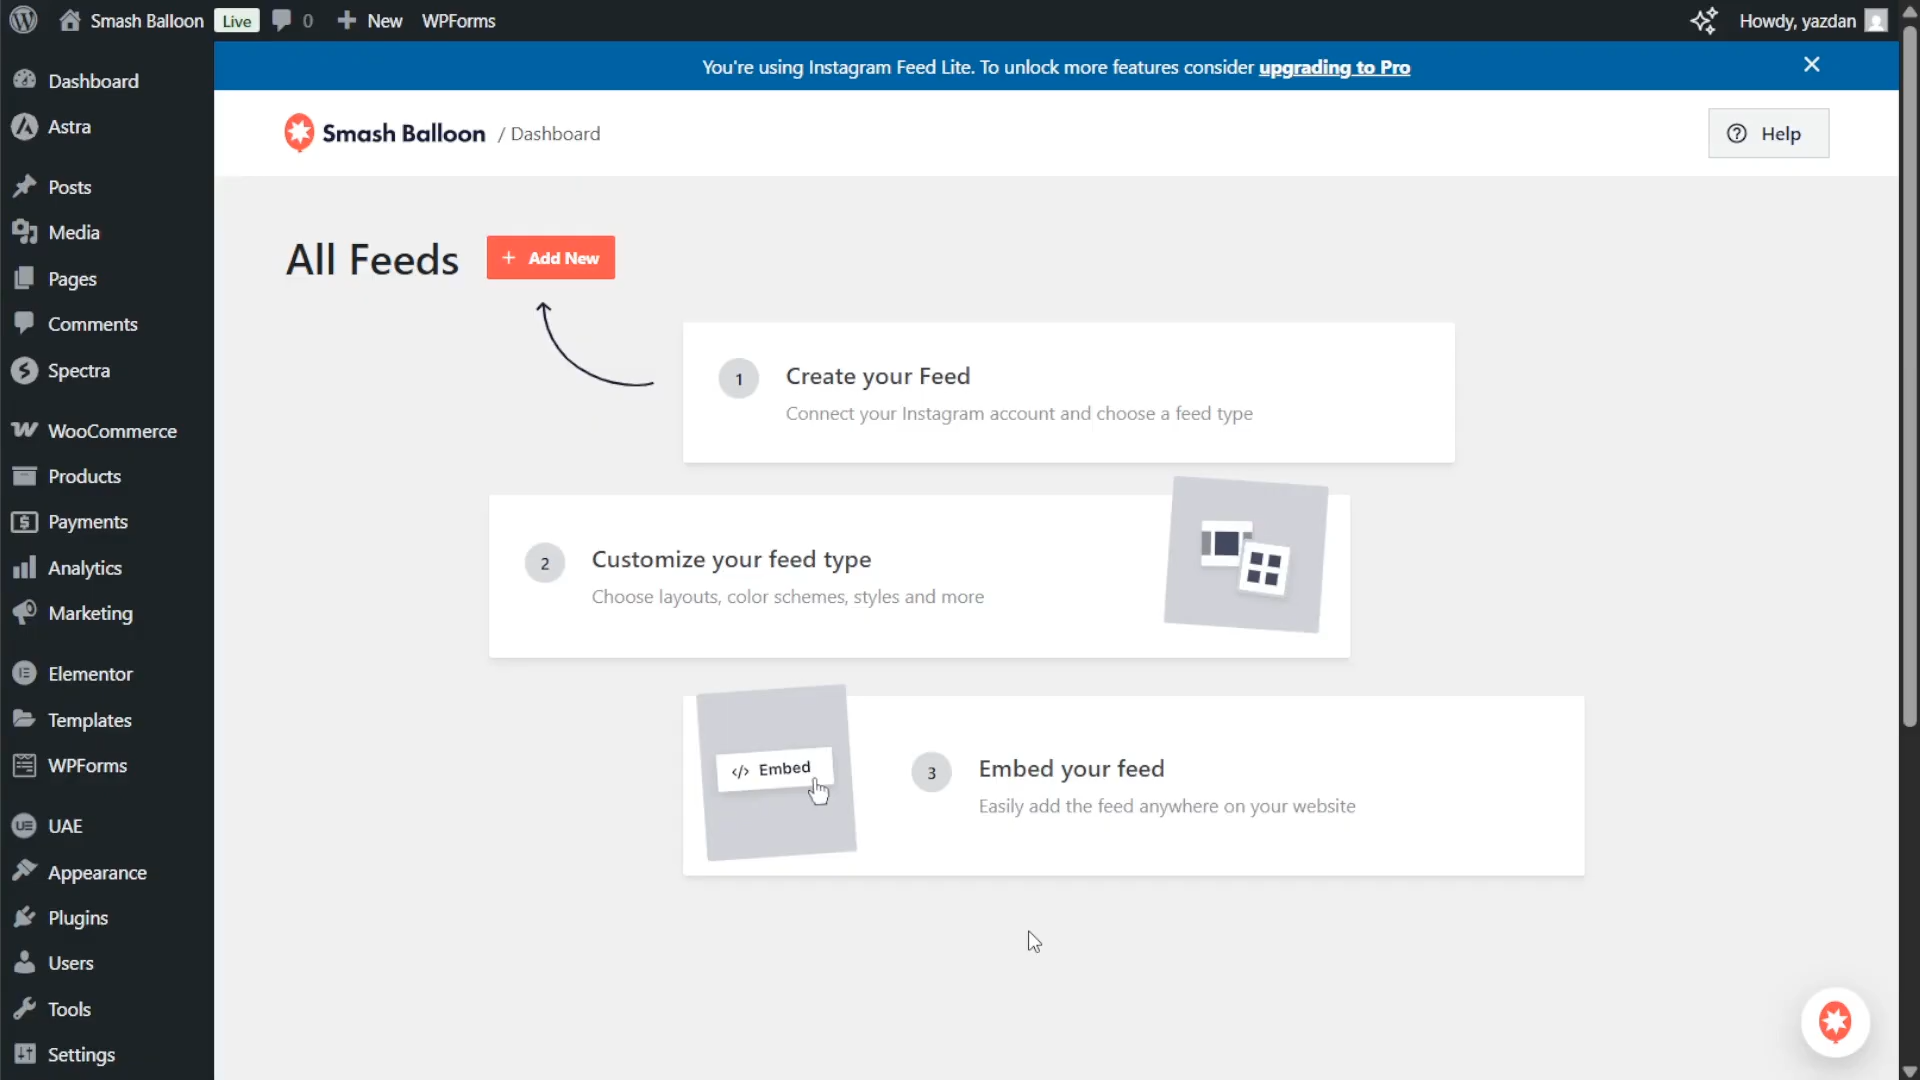 Smash Balloon Live 0 + New WPForms
Howdy, yazdan
You're using Instagram Feed Lite. To unlock more features consider upgrading to Pro
Smash Balloon / Dashboard
Help
Dashboard
Astra
Posts
Media
Pages
Comments
Spectra
WooCommerce
Products
Payments
Analytics
Marketing
Elementor
Templates
WPForms
UAE
Appearance
Plugins
Users
Tools
Settings
All Feeds
+ Add New
1 Create your Feed
Connect your Instagram account and choose a feed type
2 Customize your feed type
Choose layouts, color schemes, styles and more
</> Embed
3 Embed your feed
Easily add the feed anywhere on your website